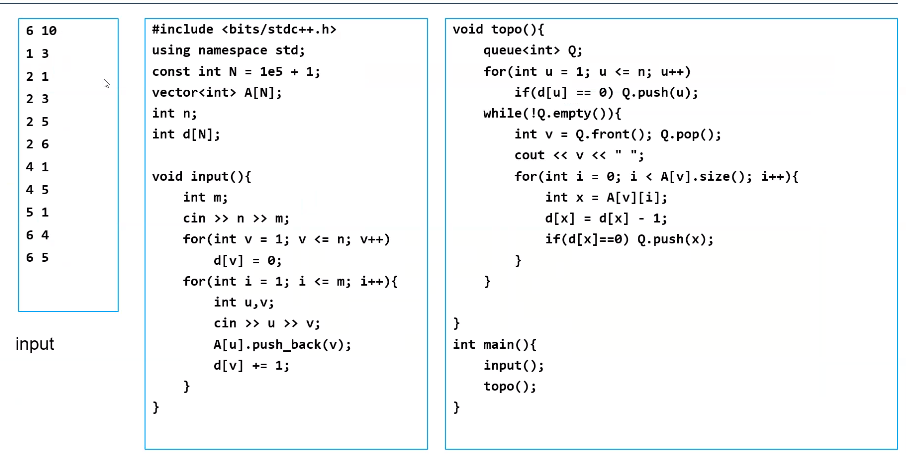 6 10
1 3
2 1
2 3
2 5
2 6
4 1
4 5
5 1
6 4
6 5
input
#include <bits/stdc++.h>
using namespace std;
const int N = 1e5 + 1;
vector<int> A[N];
int n;
int d[N];
void input(){
    int m;
    cin >> n >> m;
    for(int v = 1; v <= n; v++)
        d[v] = 0;
    for(int i = 1; i <= m; i++){
        int u,v;
        cin >> u >> v;
        A[u].push_back(v);
        d[v] += 1;
    }
}
void topo(){
    queue<int> Q;
    for(int u = 1; u <= n; u++)
        if(d[u] == 0) Q.push(u);
    while(!Q.empty()){
        int v = Q.front(); Q.pop();
        cout << v << " ";
        for(int i = 0; i < A[v].size(); i++){
            int x = A[v][i];
            d[x] = d[x] - 1;
            if(d[x]==0) Q.push(x);
        }
    }
}
int main(){
    input();
    topo();
}